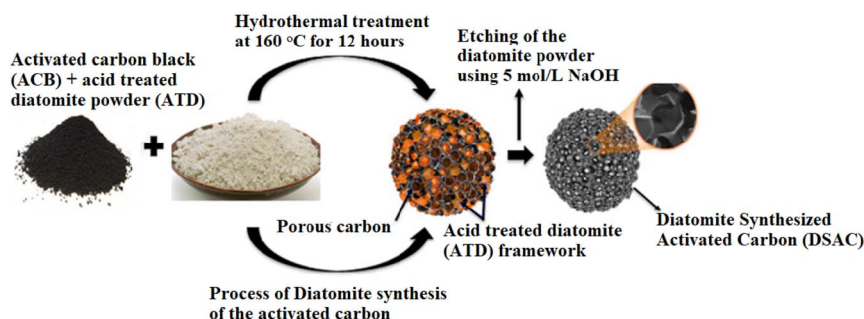 Hydrothermal treatment
at 160 °C for 12 hours
Activated carbon black
(ACB) + acid treated
diatomite powder (ATD)
Etching of the
diatomite powder
using 5 mol/L NaOH
Porous carbon
Acid treated diatomite
(ATD) framework
Diatomite Synthesized
Activated Carbon (DSAC)
Process of Diatomite synthesis
of the activated carbon